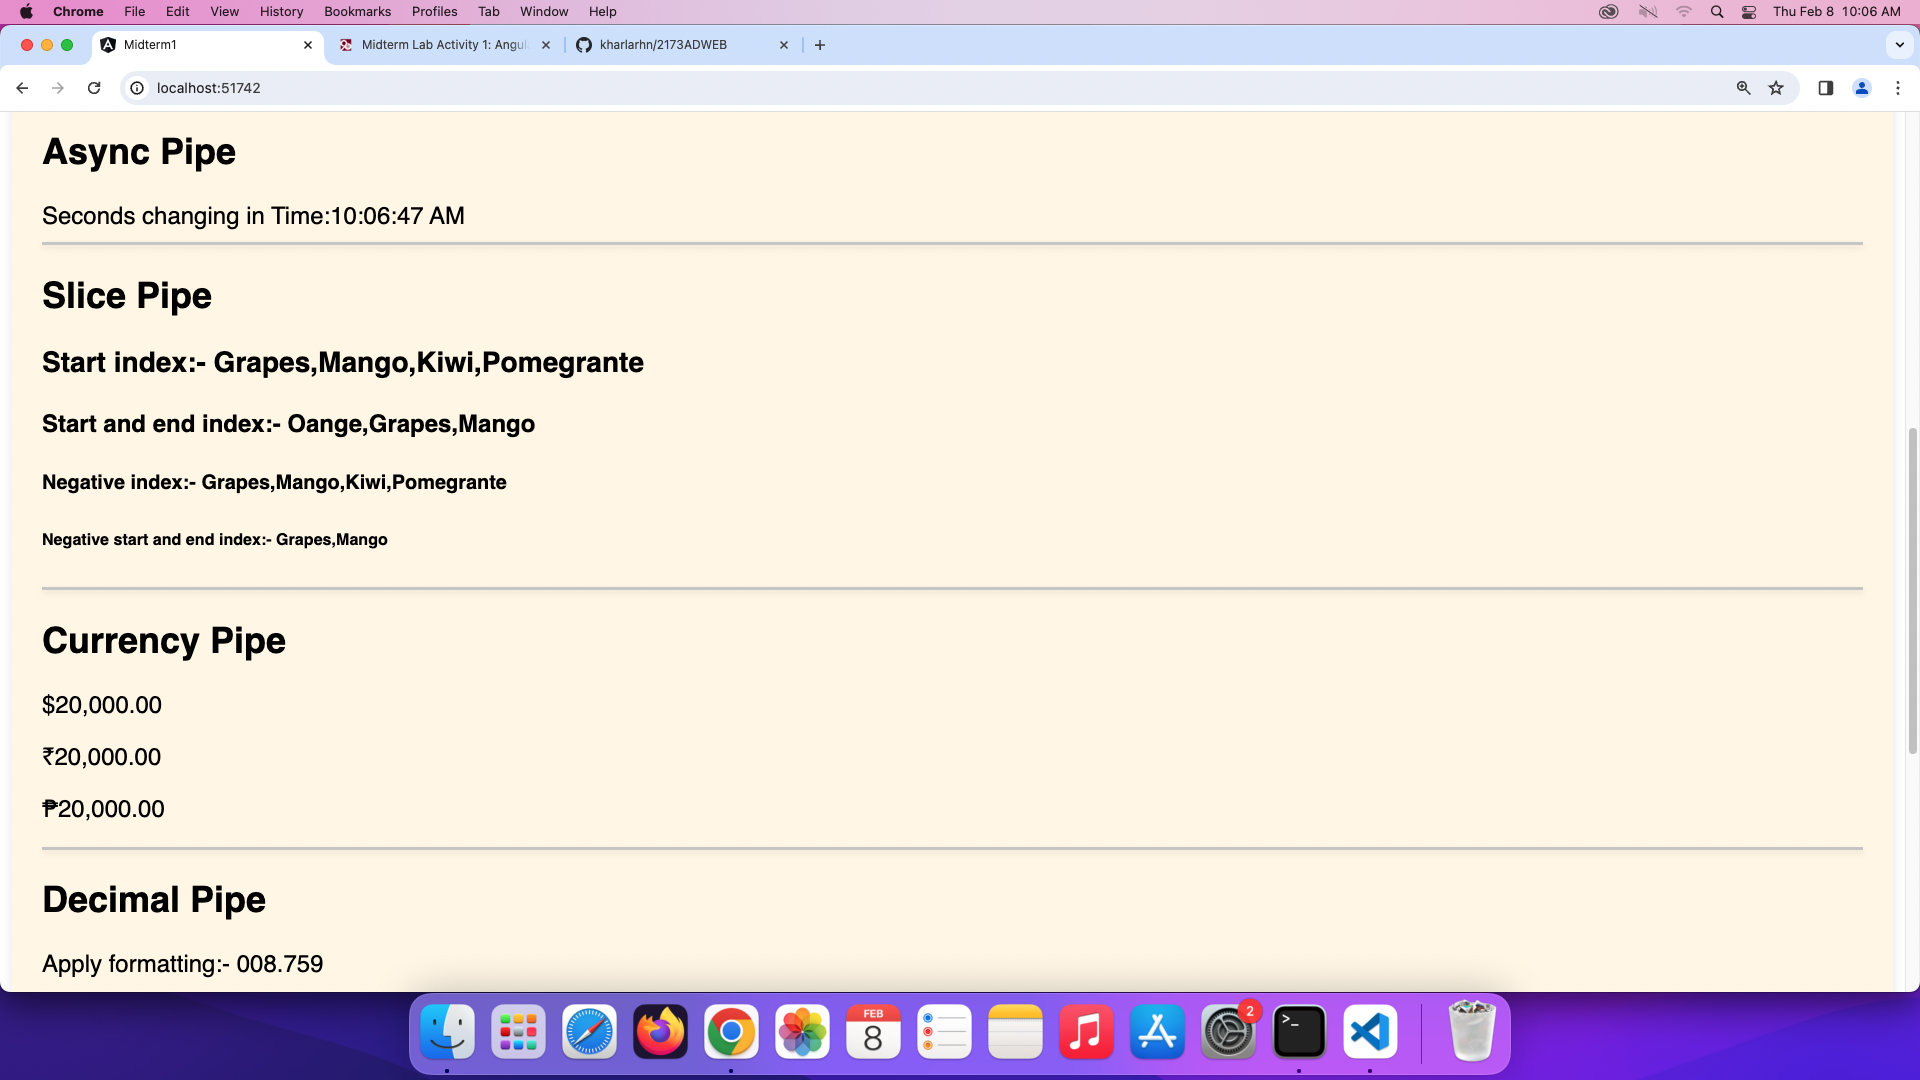 Chrome File Edit View History Bookmarks Profiles Tab Window Help Thu Feb 8 10:06 AM
Midterm1 Midterm Lab Activity 1: Angul kharlarhn/2173ADWEB
localhost:51742
Async Pipe
Seconds changing in Time:10:06:47 AM
Slice Pipe
Start index:- Grapes,Mango,Kiwi,Pomegrante
Start and end index:- Oange,Grapes,Mango
Negative index:- Grapes,Mango,Kiwi,Pomegrante
Negative start and end index:- Grapes,Mango
Currency Pipe
$20,000.00
₹20,000.00
₱20,000.00
Decimal Pipe
Apply formatting:- 008.759
FEB
8
2
>_